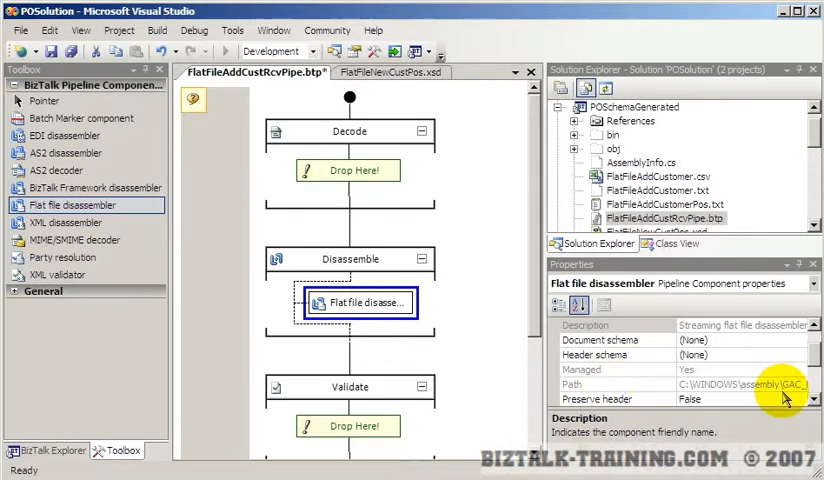 POSolution - Microsoft Visual Studio
File Edit View Project Build Debug Tools Window Community Help
Development
Toolbox
BizTalk Pipeline Componen...
Pointer
Batch Marker component
EDI disassembler
AS2 disassembler
AS2 decoder
BizTalk Framework disassembler
Flat file disassembler
XML disassembler
MIME/SMIME decoder
Party resolution
XML validator
General
BizTalk Explorer Toolbox
FlatFileAddCustRcvPipe.btp* FlatFileNewCustPos.xsd
Decode
Drop Here!
Disassemble
Flat file disasse...
Validate
Drop Here!
Solution Explorer - Solution 'POSolution' (2 projects)
POSchemaGenerated
References
bin
obj
AssemblyInfo.cs
FlatFileAddCustomer.csv
FlatFileAddCustomer.txt
FlatFileAddCustomerPos.txt
FlatFileAddCustRcvPipe.btp
FlatFileNewCustPos.xsd
Solution Explorer Class View
Properties
Flat file disassembler Pipeline Component properties
Description Streaming flat file disassembler
Document schema (None)
Header schema (None)
Managed Yes
Path C:\WINDOWS\assembly\GAC_
Preserve header False
Description
Indicates the component friendly name.
Ready
BIZTALK-TRAINING.COM © 2007